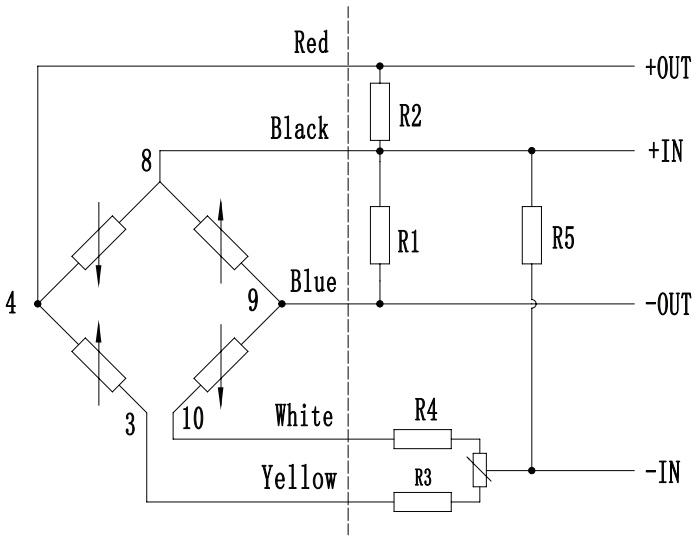 Red
+OUT
R2
Black
+IN
8
R1
R5
Blue
4
9
-OUT
3
10
White
R4
Yellow
R3
-IN